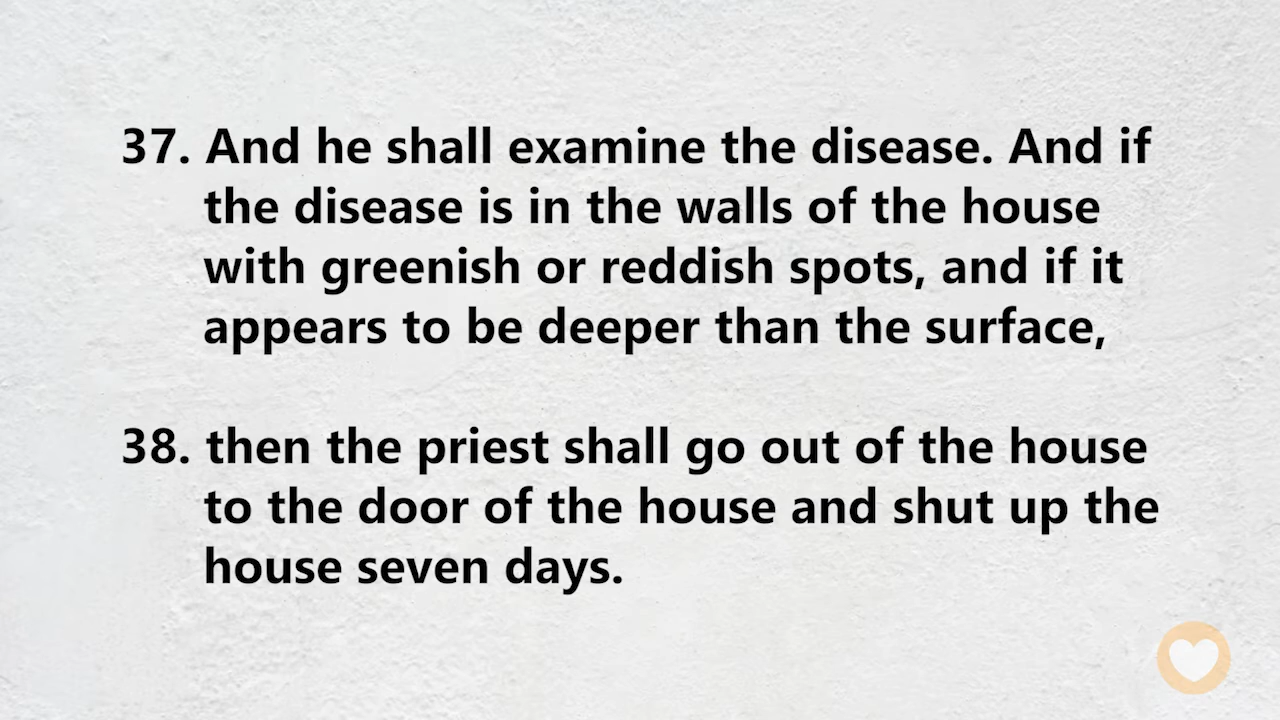 37. And he shall examine the disease. And if
the disease is in the walls of the house
with greenish or reddish spots, and if it
appears to be deeper than the surface,
38. then the priest shall go out of the house
to the door of the house and shut up the
house seven days.